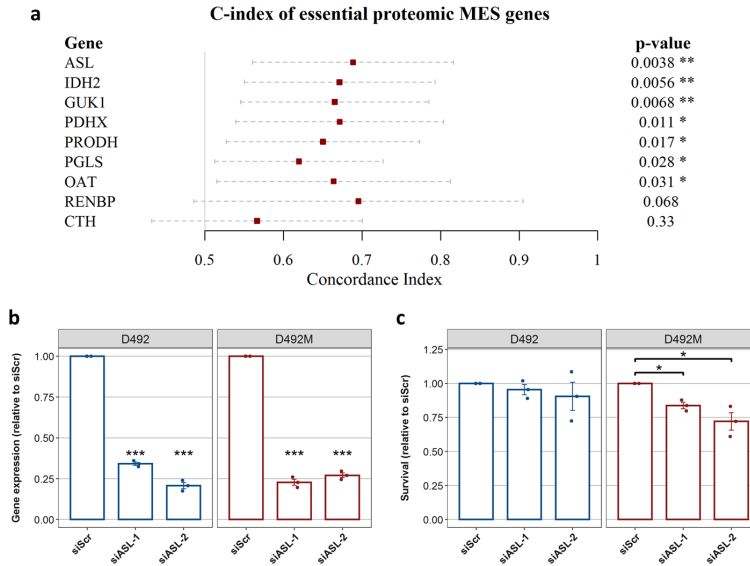 a
C-index of essential proteomic MES genes
Gene p-value
ASL 0.0038 **
IDH2 0.0056 **
GUK1 0.0068 **
PDHX 0.011 *
PRODH 0.017 *
PGLS 0.028 *
OAT 0.031 *
RENBP 0.068
CTH 0.33
0.5 0.6 0.7 0.8 0.9 1
Concordance Index
b
D492 D492M
Gene expression (relative to siScr)
1.00
0.75
0.50
0.25
0.00
*** *** *** ***
siScr siASL-1 siASL-2 siScr siASL-1 siASL-2
c
D492 D492M
Survival (relative to siScr)
1.25
1.00
0.75
0.50
0.25
0.00
*
*
siScr siASL-1 siASL-2 siScr siASL-1 siASL-2